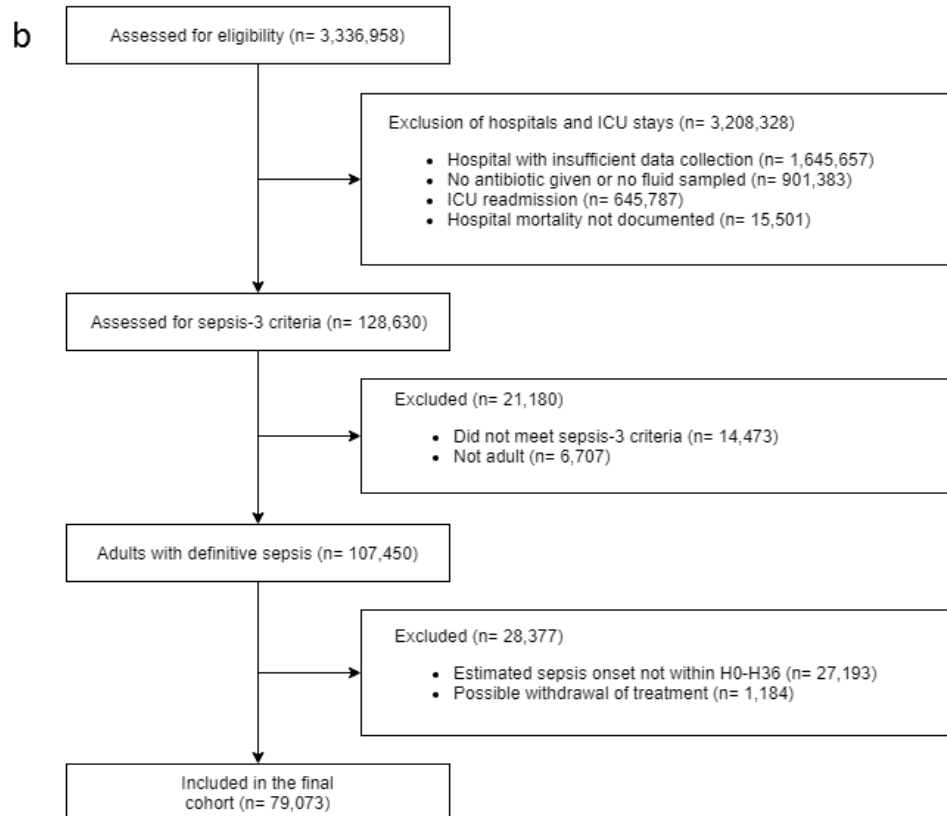 b
Assessed for eligibility (n= 3,336,958)
Exclusion of hospitals and ICU stays (n= 3,208,328)
• Hospital with insufficient data collection (n= 1,645,657)
• No antibiotic given or no fluid sampled (n= 901,383)
• ICU readmission (n= 645,787)
• Hospital mortality not documented (n= 15,501)
Assessed for sepsis-3 criteria (n= 128,630)
Excluded (n= 21,180)
• Did not meet sepsis-3 criteria (n= 14,473)
• Not adult (n= 6,707)
Adults with definitive sepsis (n= 107,450)
Excluded (n= 28,377)
• Estimated sepsis onset not within H0-H36 (n= 27,193)
• Possible withdrawal of treatment (n= 1,184)
Included in the final
cohort (n= 79,073)